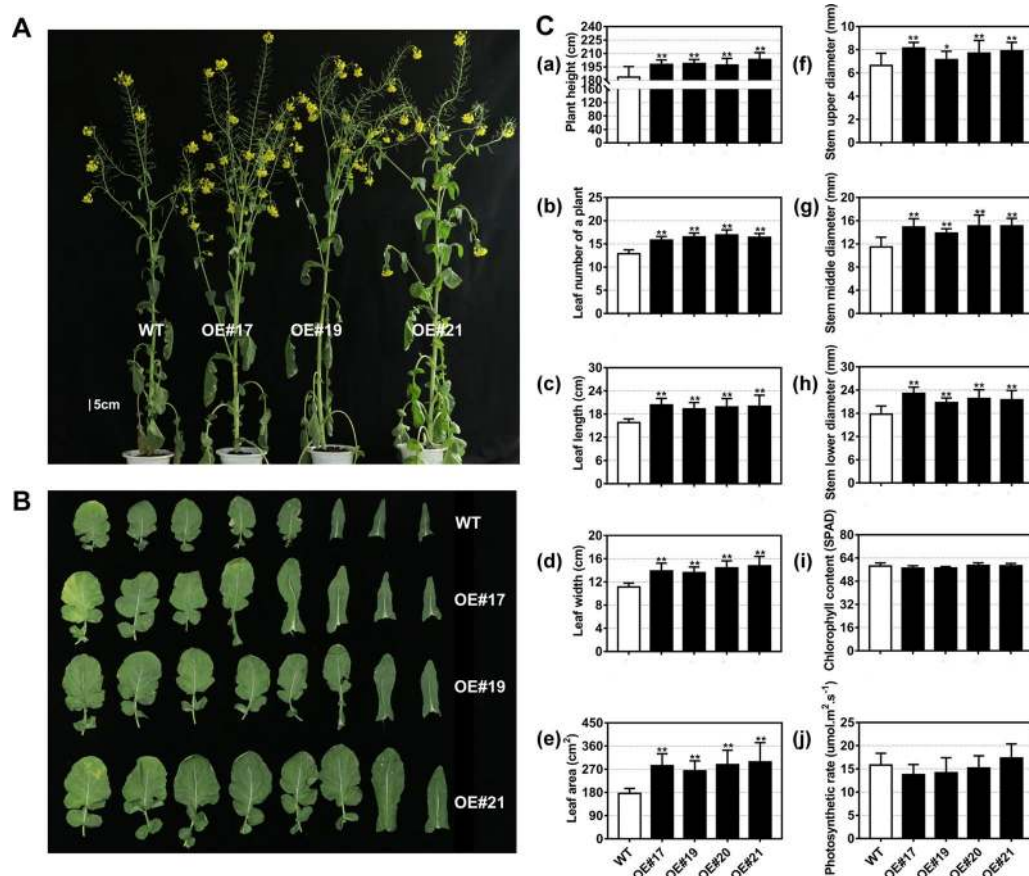 A
WT
OE#17
OE#19
OE#21
5cm
B
WT
OE#17
OE#19
OE#21
C
(a)
Plant height (cm)
240
225
210
195
180
160
120
80
40
0
** ** ** **
(b)
Leaf number of a plant
25
20
15
10
5
0
** ** ** **
(c)
Leaf length (cm)
30
24
18
12
6
0
** ** ** **
(d)
Leaf width (cm)
20
16
12
8
4
0
** ** ** **
(e)
Leaf area (cm²)
450
360
270
180
90
0
** ** ** **
WT
OE#17
OE#19
OE#20
OE#21
(f)
Stem upper diameter (mm)
10
8
6
4
2
0
** * ** **
(g)
Stem middle diameter (mm)
20
16
12
8
4
0
** ** ** **
(h)
Stem lower diameter (mm)
30
24
18
12
6
0
** ** ** **
(i)
Chlorophyll content (SPAD)
80
64
48
32
16
0
(j)
Photosynthetic rate (umol.m².s⁻¹)
25
20
15
10
5
0
WT
OE#17
OE#19
OE#20
OE#21